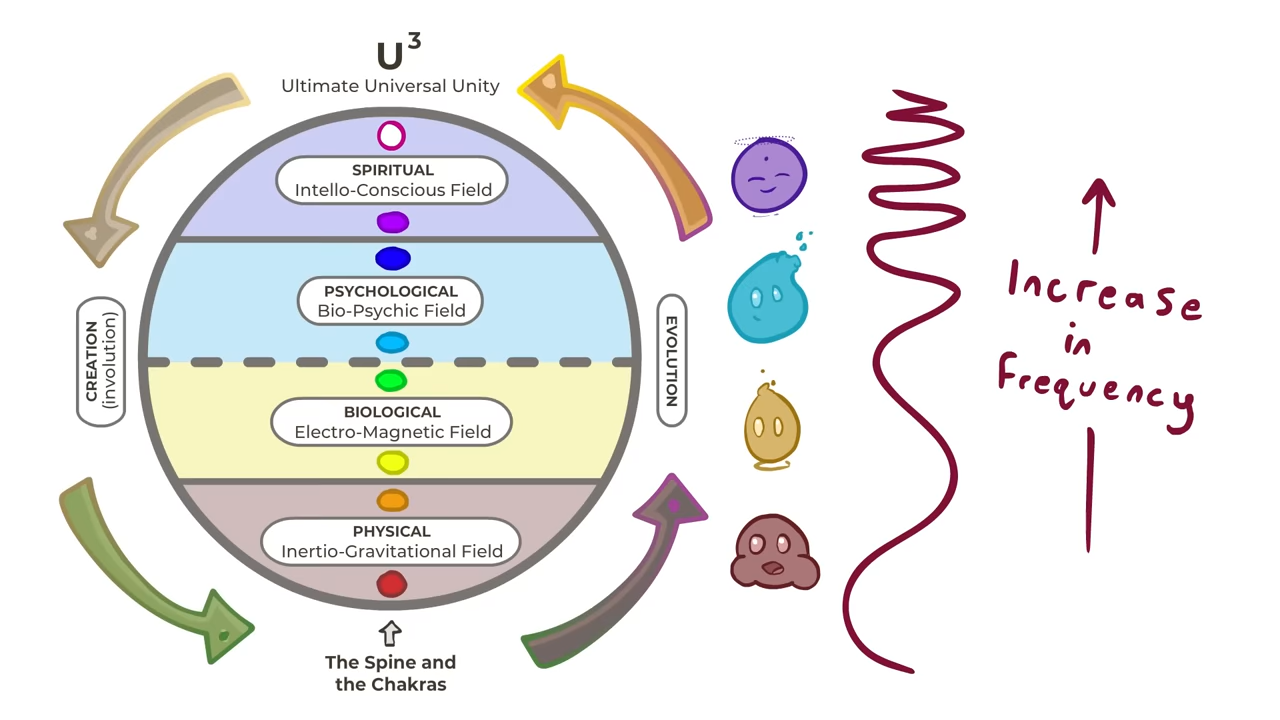 U³
Ultimate Universal Unity
SPIRITUAL
Intello-Conscious Field
PSYCHOLOGICAL
Bio-Psychic Field
BIOLOGICAL
Electro-Magnetic Field
PHYSICAL
Inertio-Gravitational Field
The Spine and
the Chakras
CREATION
(involution)
EVOLUTION
Increase
in
Frequency